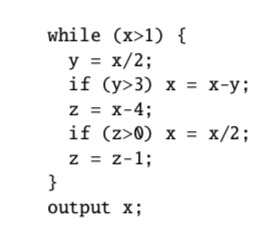 while (x>1) {
y = x/2;
if (y>3) x = x-y;
z = x-4;
if (z>0) x = x/2;
z = z-1;
}
output x;